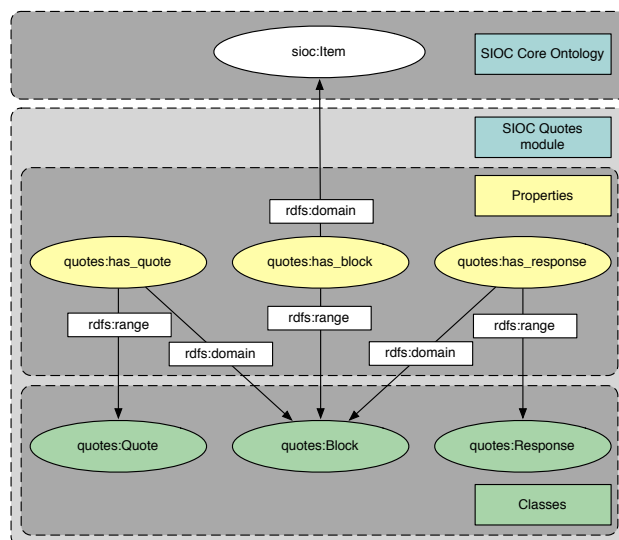 sioc:Item
SIOC Core Ontology
SIOC Quotes
module
Properties
rdfs:domain
quotes:has_quote
quotes:has_block
quotes:has_response
rdfs:range
rdfs:range
rdfs:range
rdfs:domain
rdfs:domain
quotes:Quote
quotes:Block
quotes:Response
Classes